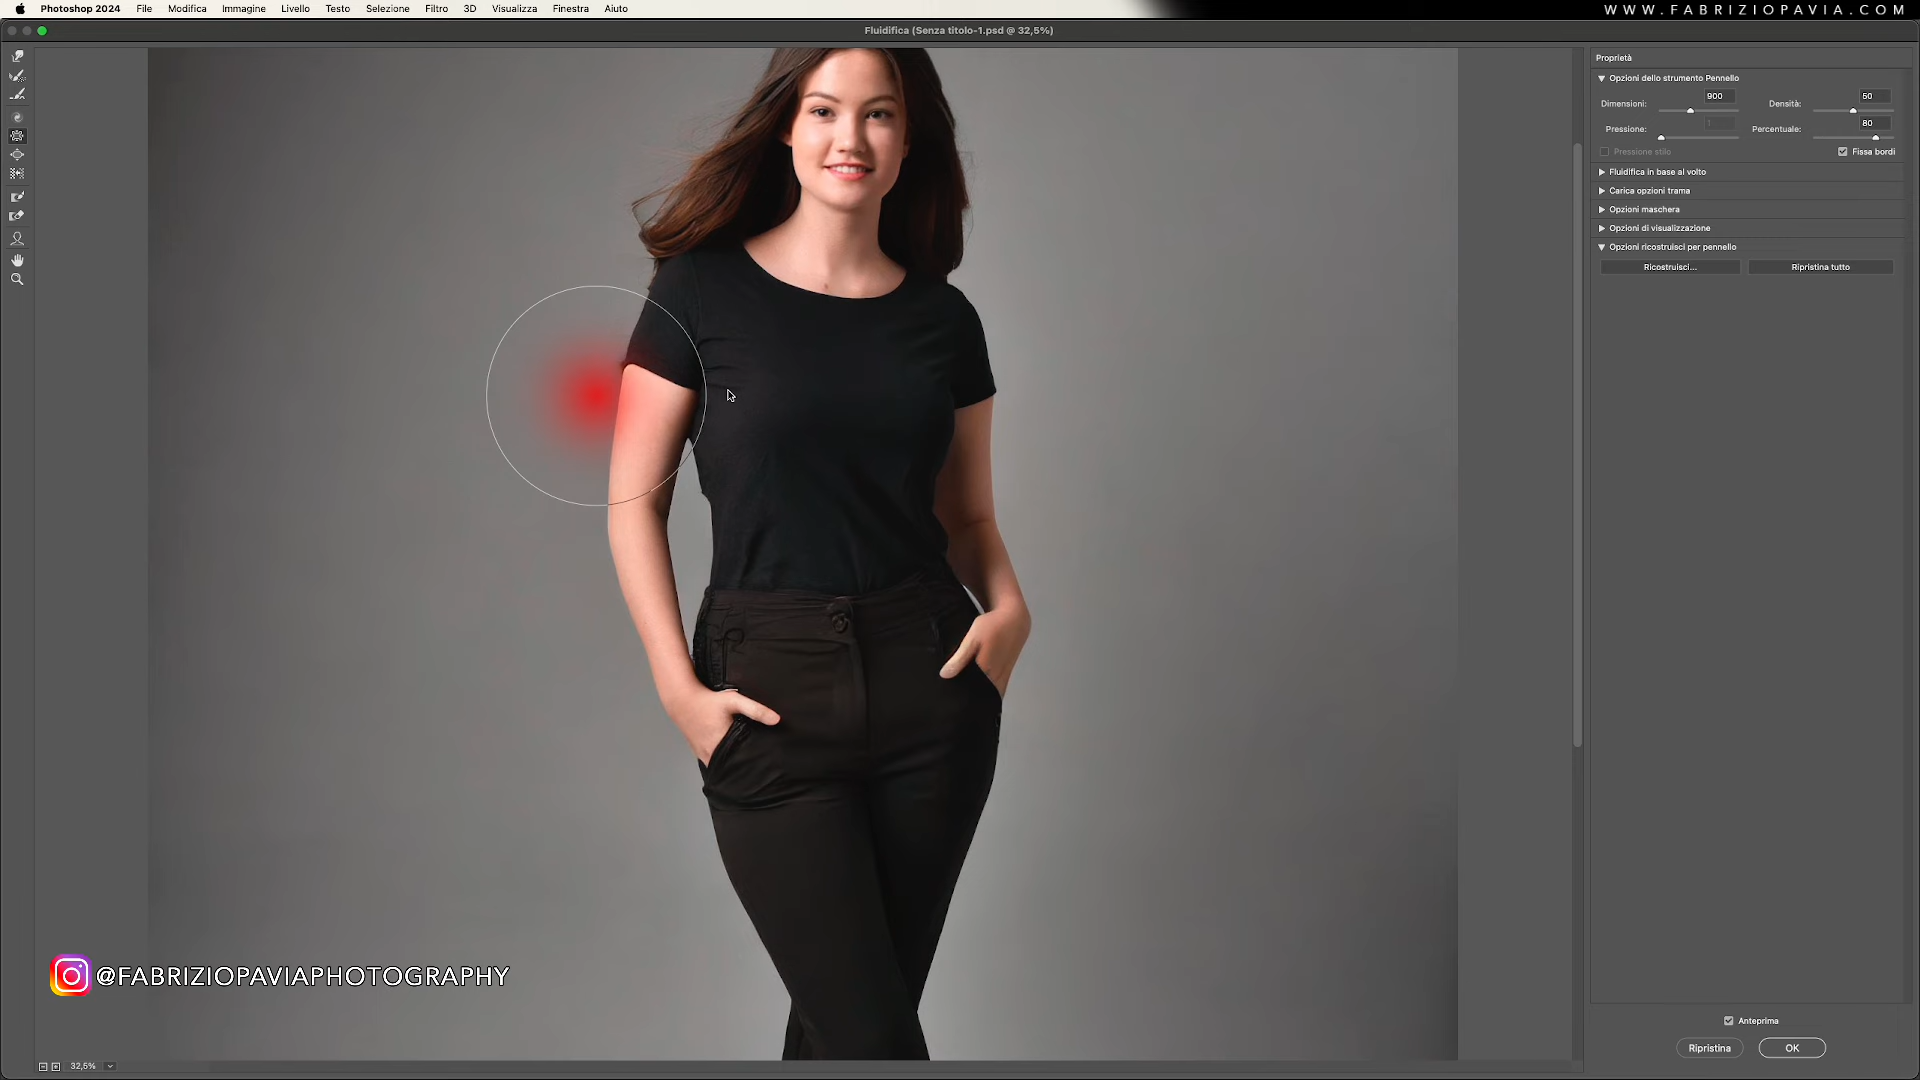 Photoshop 2024 File Modifica Immagine Livello Testo Selezione Filtro 3D Visualizza Finestra Aiuto
WWW.FABRIZIOPAVIA.COM
Fluidifica (Senza titolo-1.psd @ 32,5%)
Proprietà
Opzioni dello strumento Pennello
Dimensioni: 900 Densità: 50
Pressione: 1 Percentuale: 80
Pressione stilo Fissa bordi
Fluidifica in base al volto
Carica opzioni trama
Opzioni maschera
Opzioni di visualizzazione
Opzioni ricostruisci per pennello
Ricostruisci... Ripristina tutto
@FABRIZIOPAVIAPHOTOGRAPHY
Anteprima
Ripristina OK
32,5%